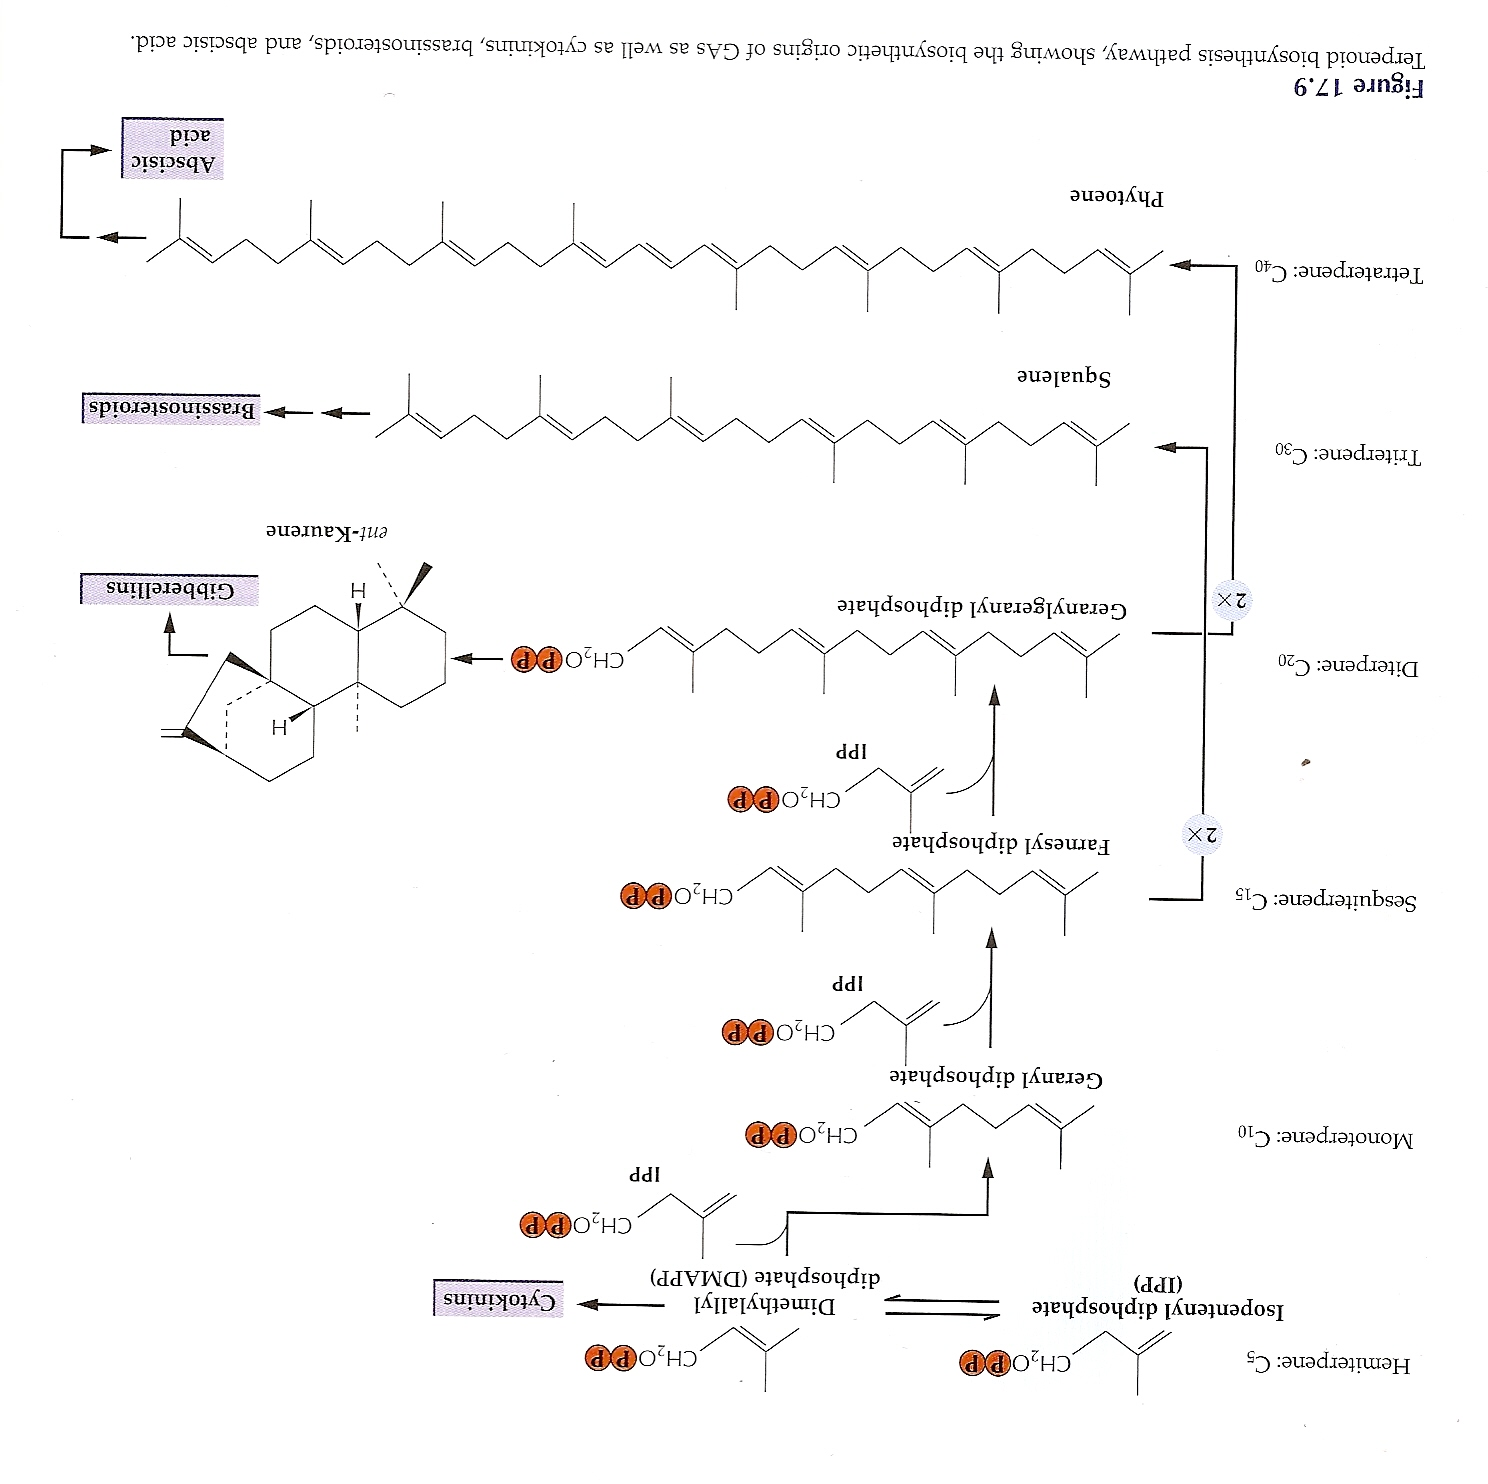 Hemiterpene: C5
CH2O P P
Isopentenyl diphosphate
(IPP)
CH2O P P
Dimethylallyl
diphosphate (DMAPP)
Cytokinins
CH2O P P
IPP
Monoterpene: C10
CH2O P P
Geranyl diphosphate
CH2O P P
IPP
Sesquiterpene: C15
CH2O P P
Farnesyl diphosphate
2×
CH2O P P
IPP
Diterpene: C20
CH2O P P
Geranylgeranyl diphosphate
2×
H
H
ent-Kaurene
Gibberellins
Triterpene: C30
Squalene
Brassinosteroids
Tetraterpene: C40
Phytoene
Abscisic
acid
Figure 17.9
Terpenoid biosynthesis pathway, showing the biosynthetic origins of GAs as well as cytokinins, brassinosteroids, and abscisic acid.